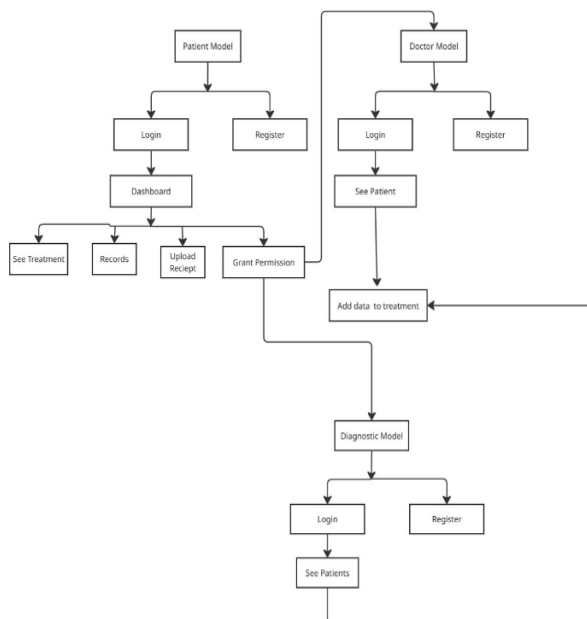 Patient Model
Doctor Model
Login
Register
Login
Register
Dashboard
See Patient
See Treatment
Records
Upload
Reciept
Grant Permission
Add data to treatment
Diagnostic Model
Login
Register
See Patients